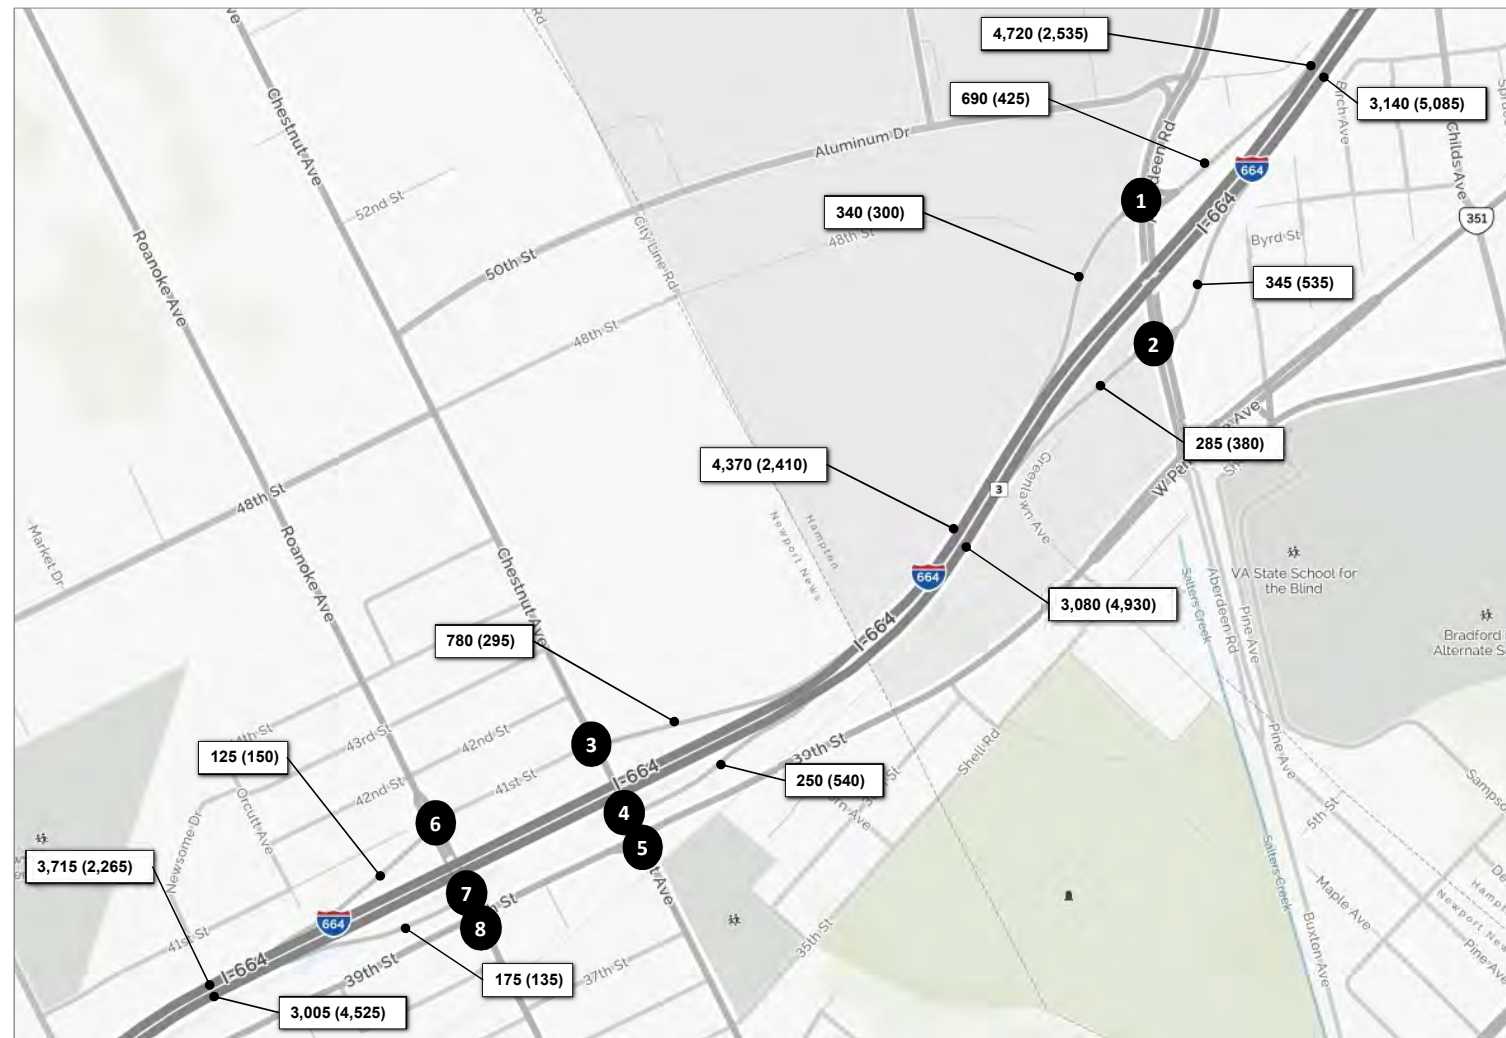 4,720 (2,535)
690 (425)
3,140 (5,085)
340 (300)
345 (535)
285 (380)
4,370 (2,410)
3,080 (4,930)
780 (295)
250 (540)
125 (150)
3,715 (2,265)
175 (135)
3,005 (4,525)
1
2
3
4
5
6
7
8
Chestnut Ave
Roanoke Ave
52nd St
50th St
Aluminum Dr
48th St
City Line Rd
48th St
48th St
Birch Ave
Childs Ave
351
664
I-664
Byrd St
3
Greenlawn Ave
Hampton
Newport News
664
I-664
VA State School for
the Blind
Bradford
Salters Creek
Aberdeen Rd
Pine Ave
Pine Ave
Market Dr
Roanoke Ave
Chestnut Ave
43rd St
42nd St
42nd St
41st St
41st St
Orcutt Ave
Newsome Dr
I-664
39th St
Shell Rd
35th St
37th St
39th St
664
I-664
5th St
Salters Creek
Maple Ave
Buxton Ave
Pine Ave